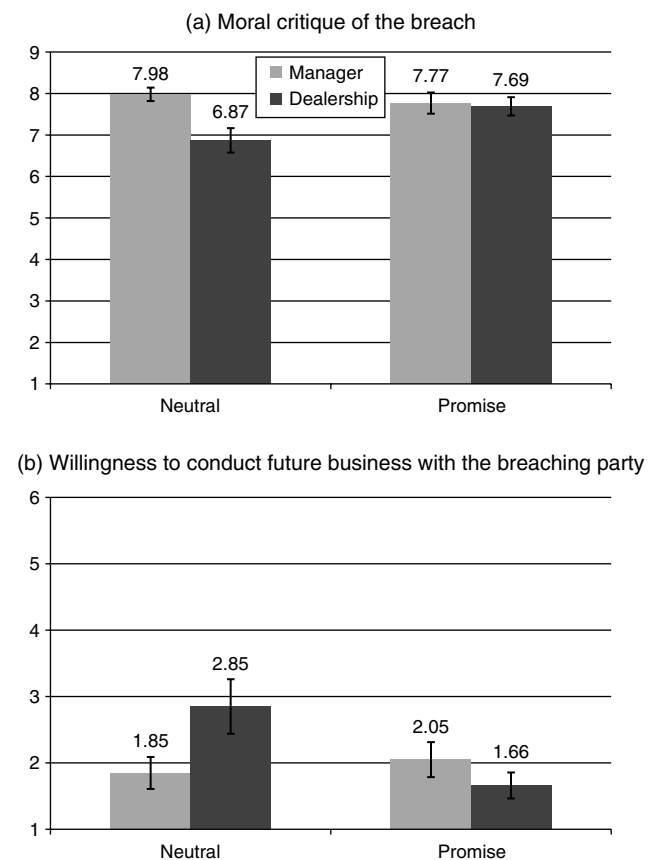 (a) Moral critique of the breach
9
8
7
6
5
4
3
2
1
7.98
6.87
7.77
7.69
Manager
Dealership
Neutral
Promise
(b) Willingness to conduct future business with the breaching party
6
5
4
3
2
1
1.85
2.85
2.05
1.66
Neutral
Promise